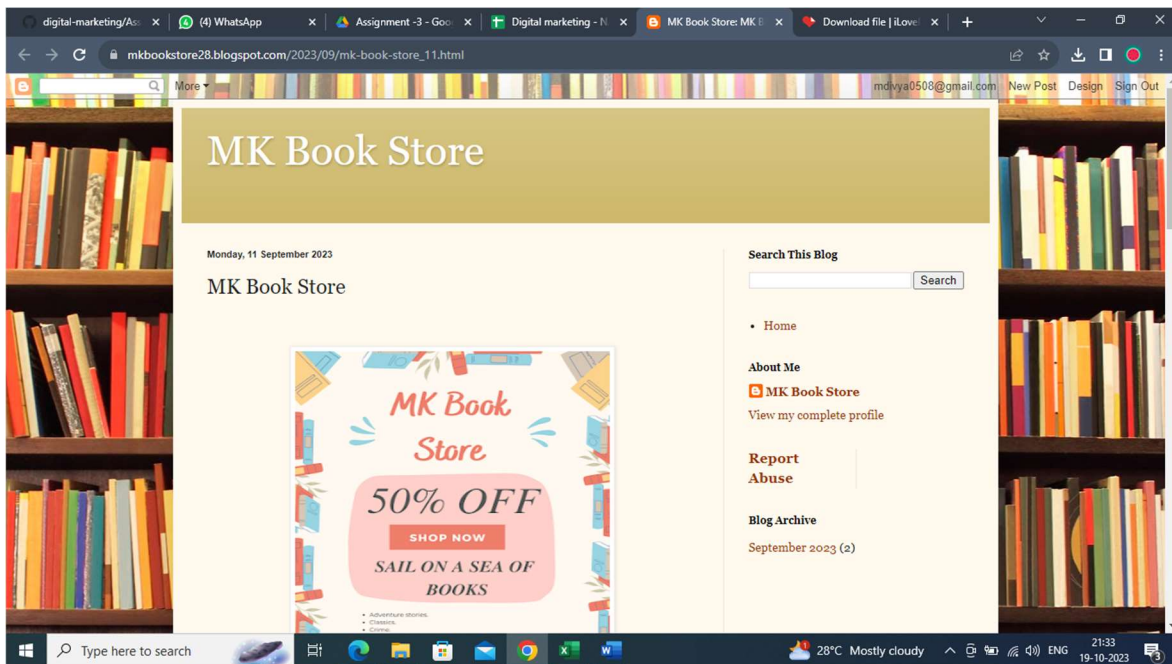 digital-marketing/Ass
(4) WhatsApp
Assignment -3 - Goo
Digital marketing - N
MK Book Store: MK B
Download file | iLove
mkbookstore28.blogspot.com/2023/09/mk-book-store_11.html
More
mdivya0508@gmail.com New Post Design Sign Out
MK Book Store
Monday, 11 September 2023
MK Book Store
MK Book
Store
50% OFF
SHOP NOW
SAIL ON A SEA OF
BOOKS
• Adventure stories.
• Classics.
• Crime.
Search This Blog
Search
• Home
About Me
MK Book Store
View my complete profile
Report
Abuse
Blog Archive
September 2023 (2)
Type here to search
28°C Mostly cloudy
ENG
21:33
19-10-2023
3